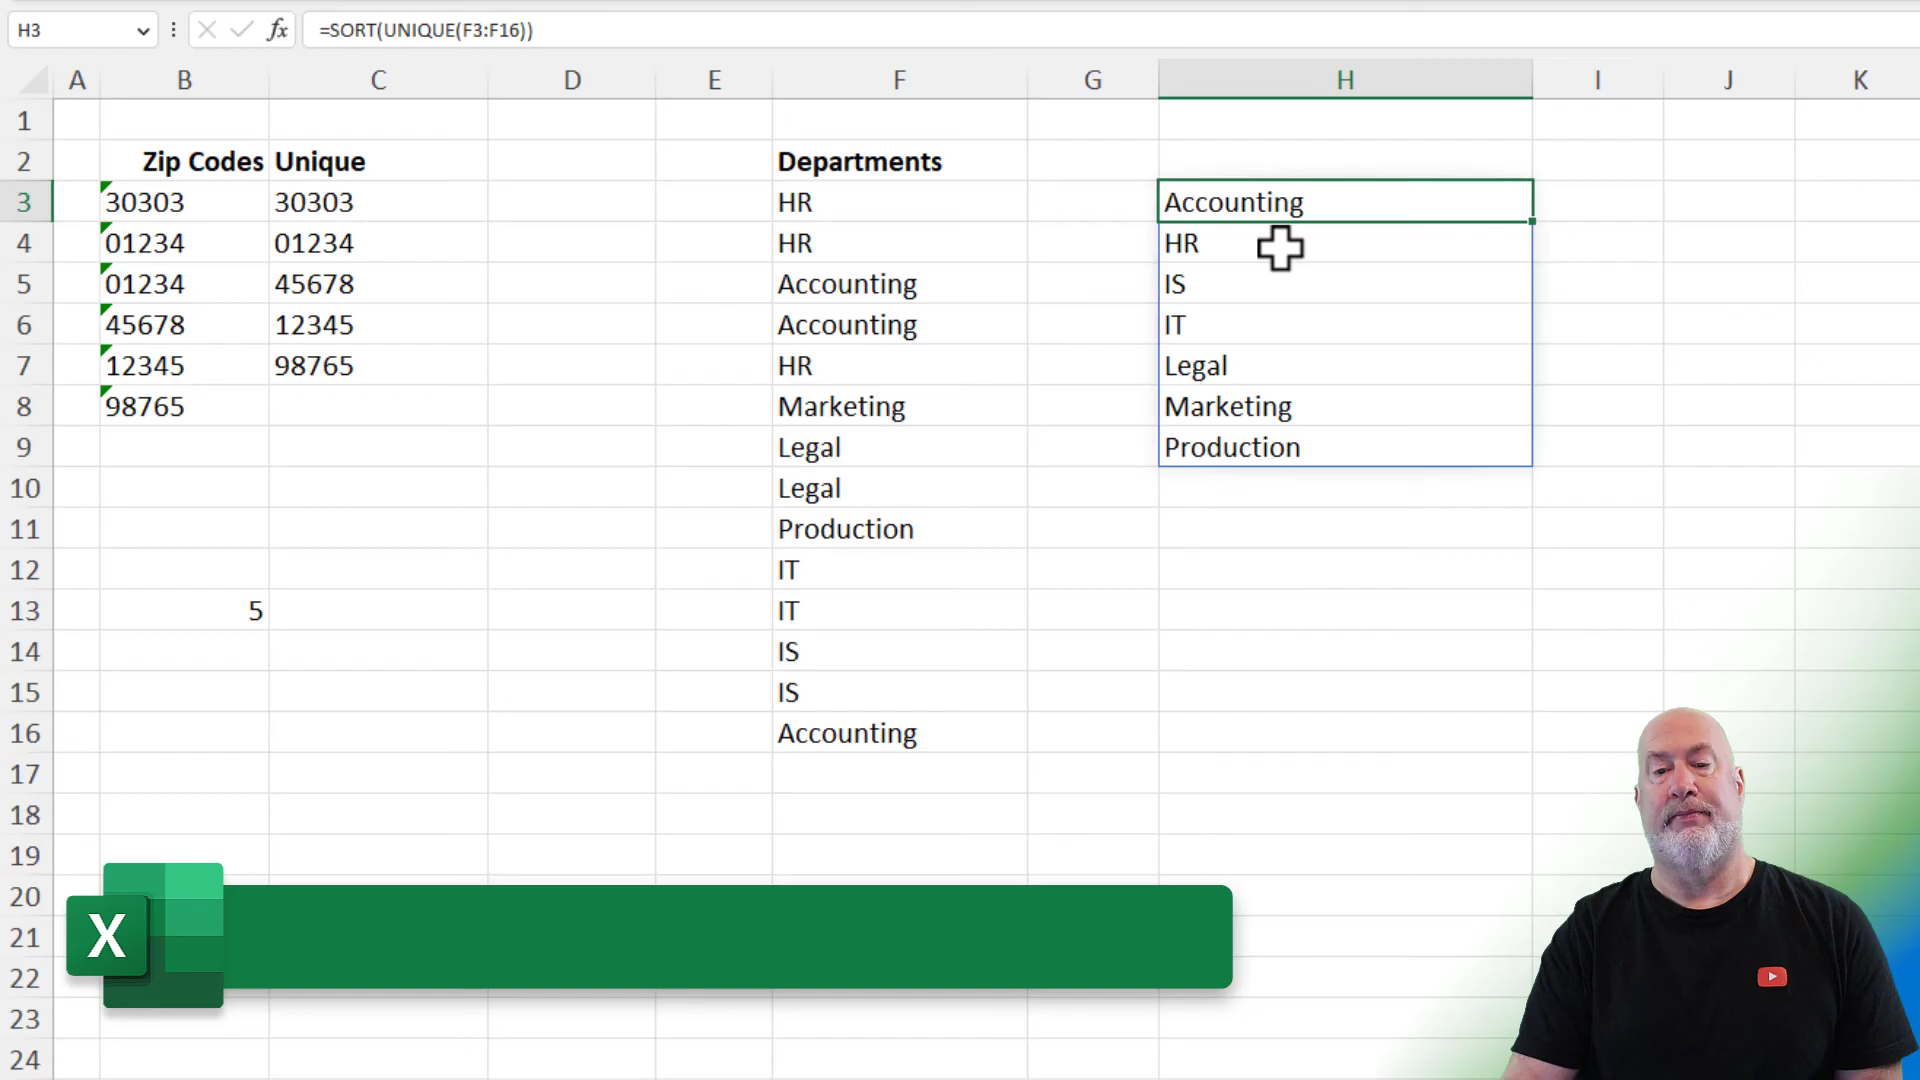 H3 fx =SORT(UNIQUE(F3:F16))
A B C D E F G H I J K
1
2 Zip Codes Unique Departments
3 30303 30303 HR Accounting
4 01234 01234 HR HR
5 01234 45678 Accounting IS
6 45678 12345 Accounting IT
7 12345 98765 HR Legal
8 98765 Marketing Marketing
9 Legal Production
10 Legal
11 Production
12 IT
13 5 IT
14 IS
15 IS
16 Accounting
17
18
19
20
21
22
23
24
X